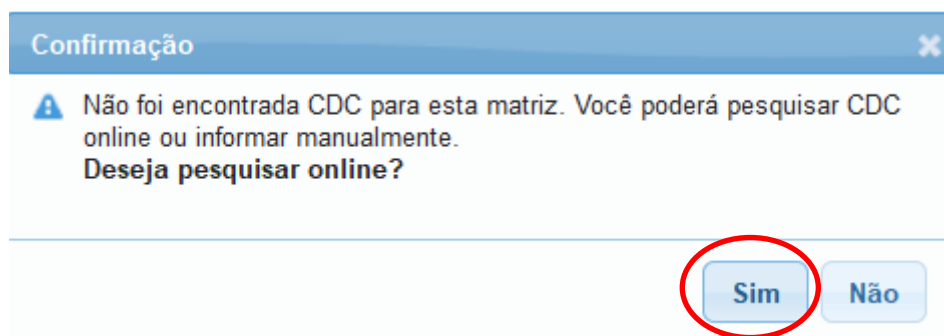 Confirmação
Não foi encontrada CDC para esta matriz. Você poderá pesquisar CDC
online ou informar manualmente.
Deseja pesquisar online?
Sim Não